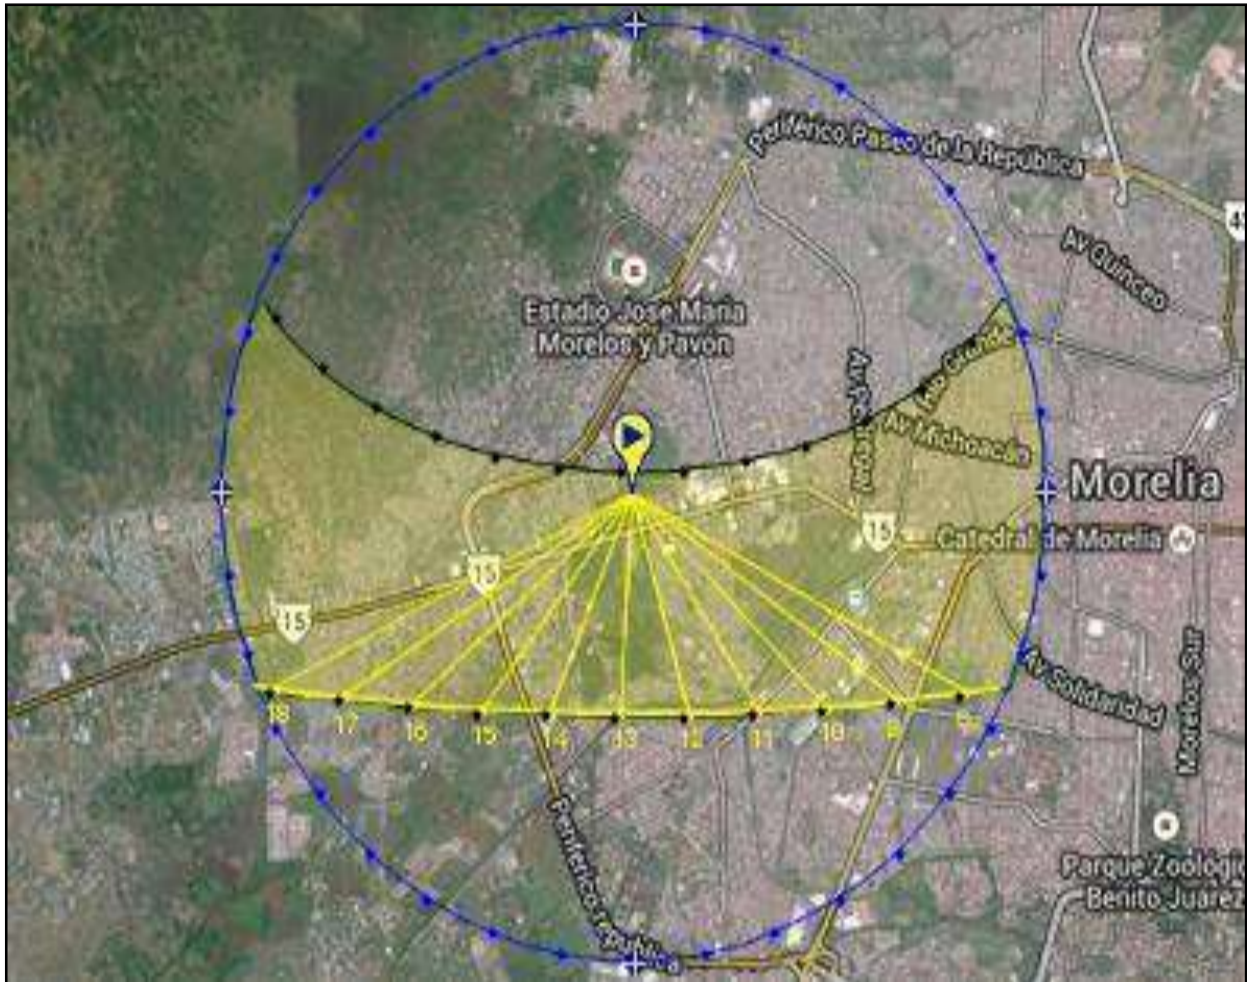 Periférico Paseo de la República
43
Av Quinceo
Estadio José María
Morelos y Pavón
Av Michoacán
Morelia
15
Catedral de Morelia
15
15
Av Solidaridad
Morelos Sur
18
17
16
15
14
13
12
11
10
Periférico república
Parque Zoológic
Benito Juárez